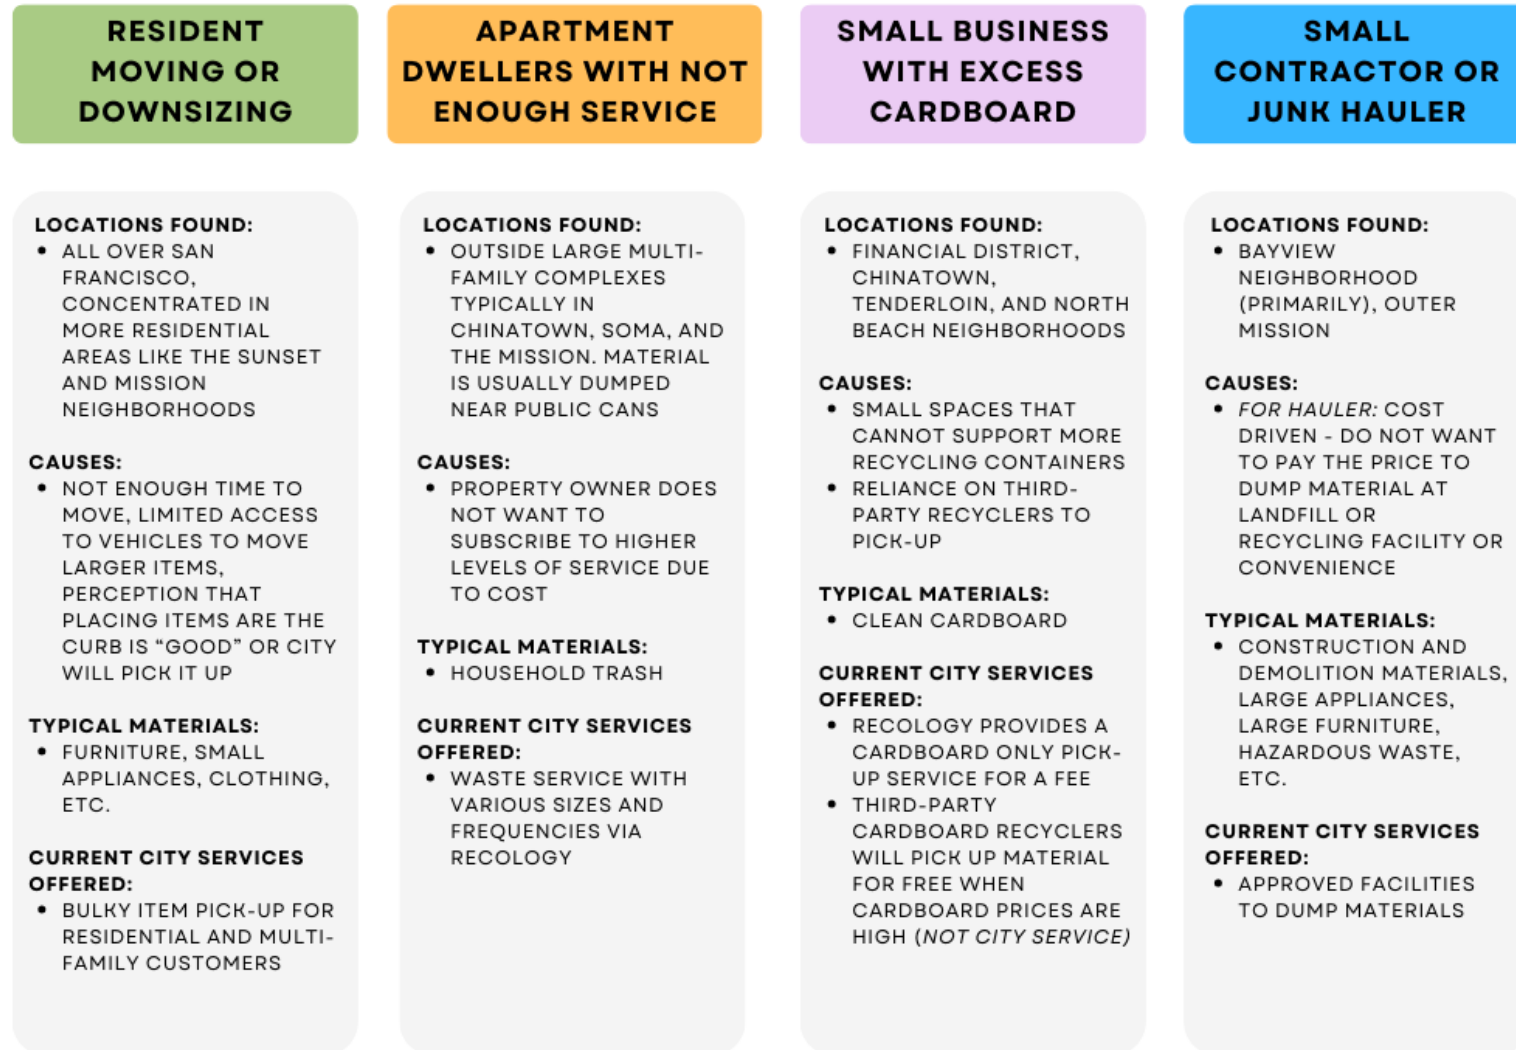 RESIDENT
MOVING OR
DOWNSIZING
LOCATIONS FOUND:
• ALL OVER SAN
FRANCISCO,
CONCENTRATED IN
MORE RESIDENTIAL
AREAS LIKE THE SUNSET
AND MISSION
NEIGHBORHOODS
CAUSES:
• NOT ENOUGH TIME TO
MOVE, LIMITED ACCESS
TO VEHICLES TO MOVE
LARGER ITEMS,
PERCEPTION THAT
PLACING ITEMS ARE THE
CURB IS “GOOD” OR CITY
WILL PICK IT UP
TYPICAL MATERIALS:
• FURNITURE, SMALL
APPLIANCES, CLOTHING,
ETC.
CURRENT CITY SERVICES
OFFERED:
• BULKY ITEM PICK-UP FOR
RESIDENTIAL AND MULTI-
FAMILY CUSTOMERS
APARTMENT
DWELLERS WITH NOT
ENOUGH SERVICE
LOCATIONS FOUND:
• OUTSIDE LARGE MULTI-
FAMILY COMPLEXES
TYPICALLY IN
CHINATOWN, SOMA, AND
THE MISSION. MATERIAL
IS USUALLY DUMPED
NEAR PUBLIC CANS
CAUSES:
• PROPERTY OWNER DOES
NOT WANT TO
SUBSCRIBE TO HIGHER
LEVELS OF SERVICE DUE
TO COST
TYPICAL MATERIALS:
• HOUSEHOLD TRASH
CURRENT CITY SERVICES
OFFERED:
• WASTE SERVICE WITH
VARIOUS SIZES AND
FREQUENCIES VIA
RECOLOGY
SMALL BUSINESS
WITH EXCESS
CARDBOARD
LOCATIONS FOUND:
• FINANCIAL DISTRICT,
CHINATOWN,
TENDERLOIN, AND NORTH
BEACH NEIGHBORHOODS
CAUSES:
• SMALL SPACES THAT
CANNOT SUPPORT MORE
RECYCLING CONTAINERS
• RELIANCE ON THIRD-
PARTY RECYCLERS TO
PICK-UP
TYPICAL MATERIALS:
• CLEAN CARDBOARD
CURRENT CITY SERVICES
OFFERED:
• RECOLOGY PROVIDES A
CARDBOARD ONLY PICK-
UP SERVICE FOR A FEE
• THIRD-PARTY
CARDBOARD RECYCLERS
WILL PICK UP MATERIAL
FOR FREE WHEN
CARDBOARD PRICES ARE
HIGH (NOT CITY SERVICE)
SMALL
CONTRACTOR OR
JUNK HAULER
LOCATIONS FOUND:
• BAYVIEW
NEIGHBORHOOD
(PRIMARILY), OUTER
MISSION
CAUSES:
• FOR HAULER: COST
DRIVEN - DO NOT WANT
TO PAY THE PRICE TO
DUMP MATERIAL AT
LANDFILL OR
RECYCLING FACILITY OR
CONVENIENCE
TYPICAL MATERIALS:
• CONSTRUCTION AND
DEMOLITION MATERIALS,
LARGE APPLIANCES,
LARGE FURNITURE,
HAZARDOUS WASTE,
ETC.
CURRENT CITY SERVICES
OFFERED:
• APPROVED FACILITIES
TO DUMP MATERIALS